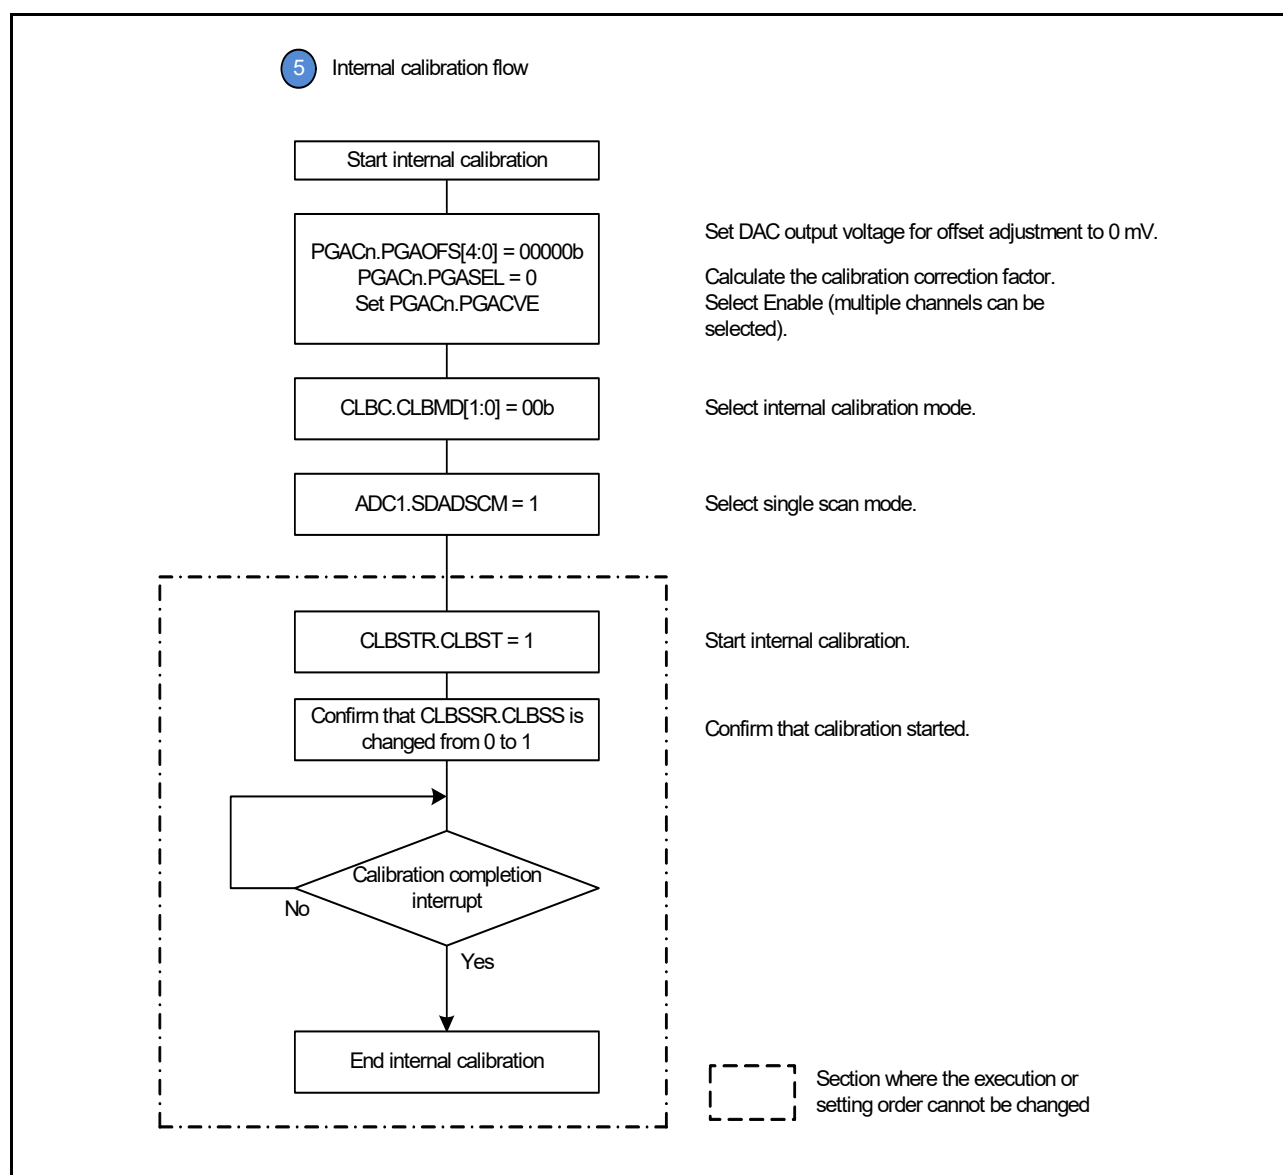 5 Internal calibration flow
Start internal calibration
PGACn.PGAOFS[4:0] = 00000b
PGACn.PGASEL = 0
Set PGACn.PGACVE
Set DAC output voltage for offset adjustment to 0 mV.
Calculate the calibration correction factor.
Select Enable (multiple channels can be
selected).
CLBC.CLBMD[1:0] = 00b
Select internal calibration mode.
ADC1.SDADSCM = 1
Select single scan mode.
CLBSTR.CLBST = 1
Start internal calibration.
Confirm that CLBSSR.CLBSS is
changed from 0 to 1
Confirm that calibration started.
Calibration completion
interrupt
No
Yes
End internal calibration
Section where the execution or
setting order cannot be changed